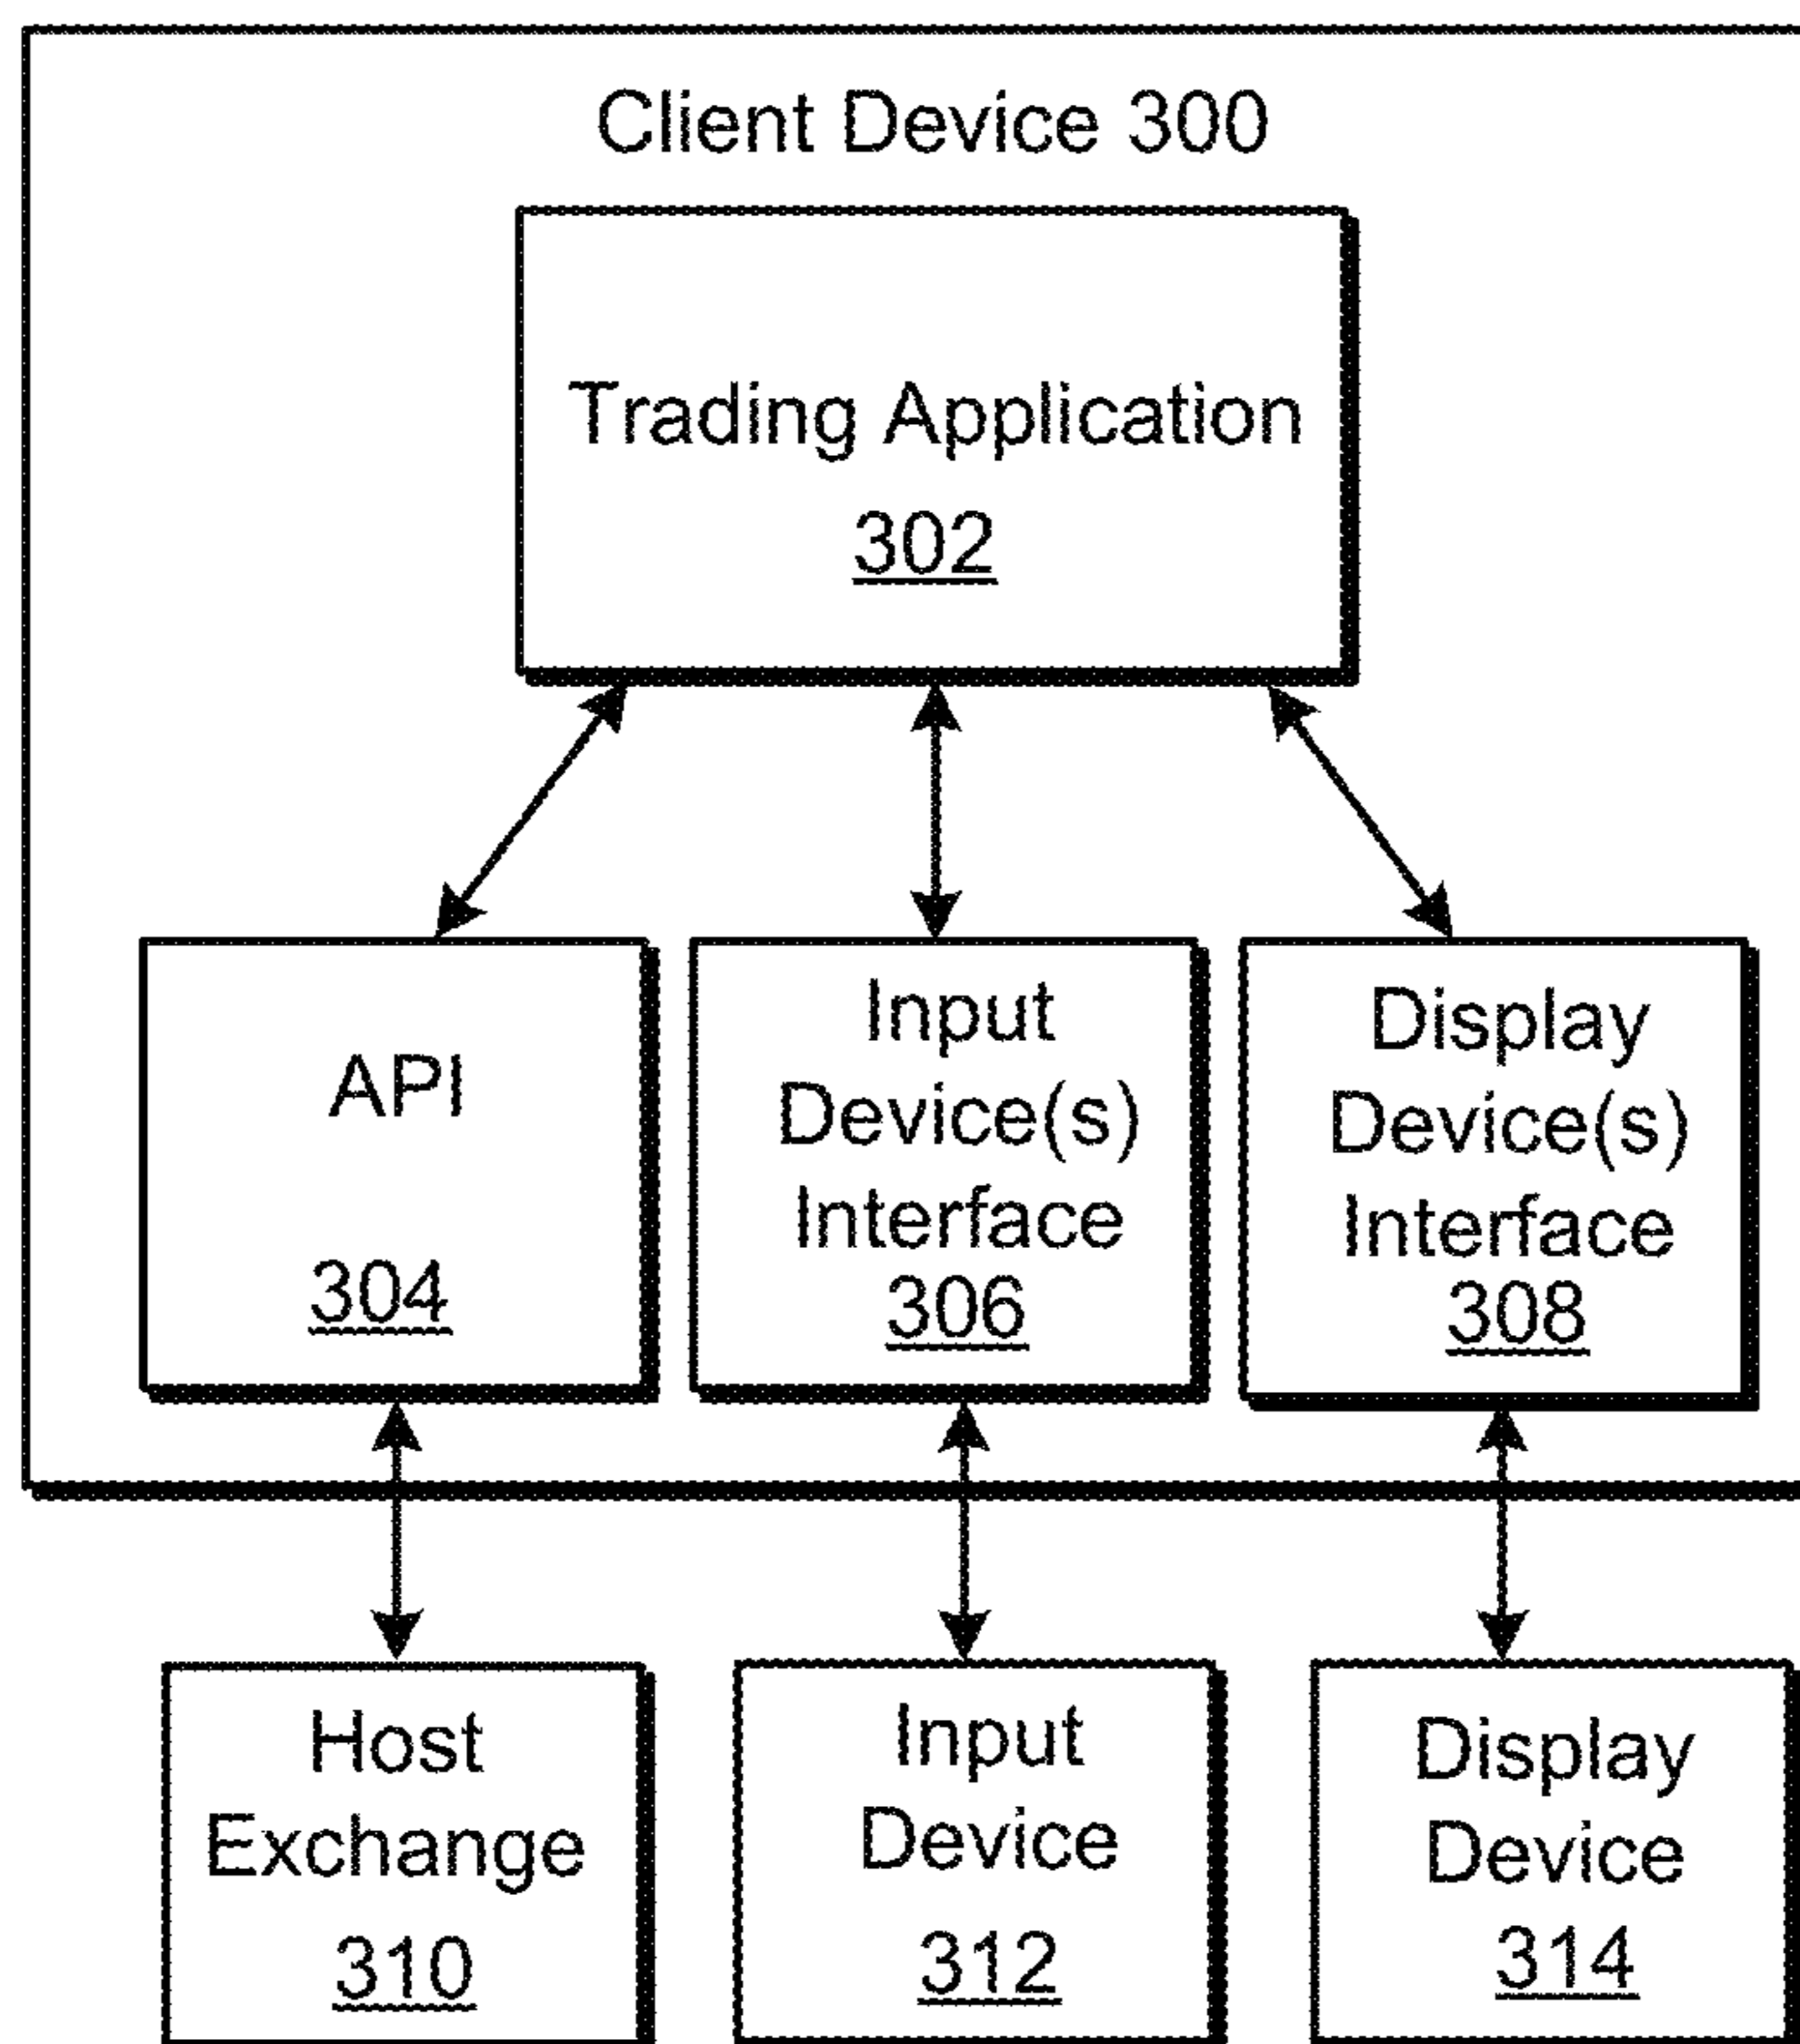 Client Device 300
Trading Application
302
API
304
Input
Device(s)
Interface
306
Display
Device(s)
Interface
308
Host
Exchange
310
Input
Device
312
Display
Device
314